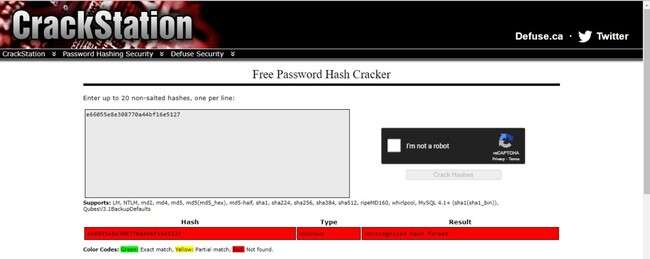 CrackStation
Defuse.ca · Twitter
CrackStation Password Hashing Security Defuse Security
Free Password Hash Cracker
Enter up to 20 non-salted hashes, one per line:
e66055e8e308770a44bf16e5127
I'm not a robot
reCAPTCHA
Privacy - Terms
Crack Hashes
Supports: LM, NTLM, md2, md4, md5, md5(md5_hex), md5-half, sha1, sha224, sha256, sha384, sha512, ripeMD160, whirlpool, MySQL 4.1+ (sha1(sha1_bin)),
QubesV3.1BackupDefaults
Hash Type Result
e66055e8e308770a44bf16e5127 Unknown Unrecognized hash format.
Color Codes: Green: Exact match, Yellow: Partial match, Red: Not found.